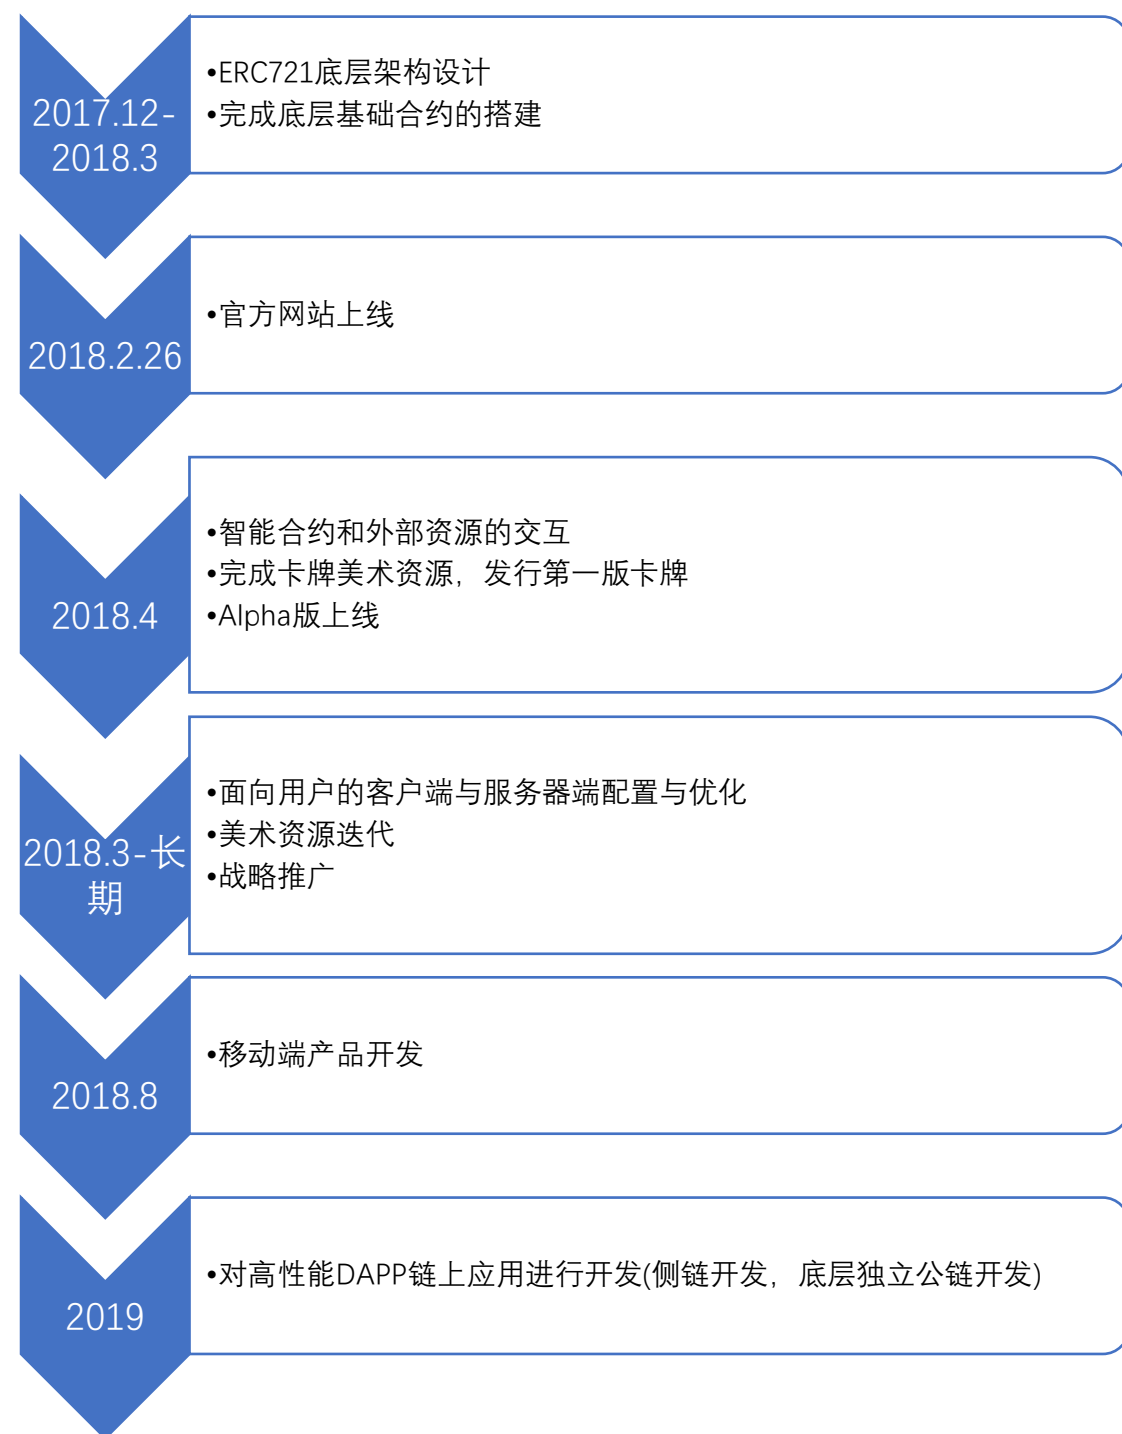 2017.12-
2018.3
•ERC721底层架构设计
•完成底层基础合约的搭建
2018.2.26
•官方网站上线
2018.4
•智能合约和外部资源的交互
•完成卡牌美术资源，发行第一版卡牌
•Alpha版上线
2018.3-长
期
•面向用户的客户端与服务器端配置与优化
•美术资源迭代
•战略推广
2018.8
•移动端产品开发
2019
•对高性能DAPP链上应用进行开发(侧链开发，底层独立公链开发)